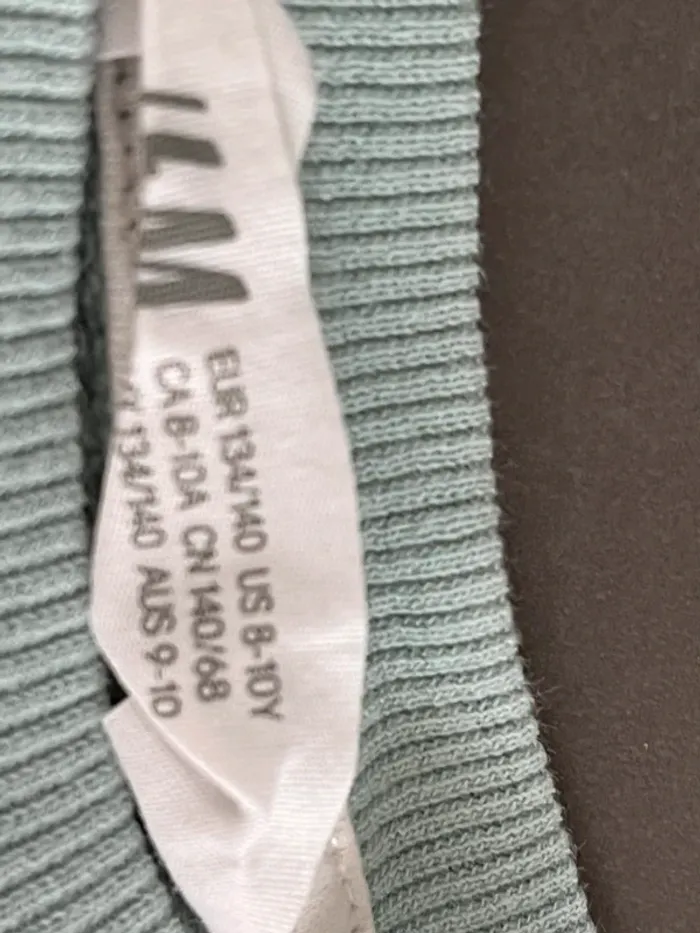 EUR 134/140 US 8-10Y
CA 8-10A CN 140/68
134/140 AUS 9-10